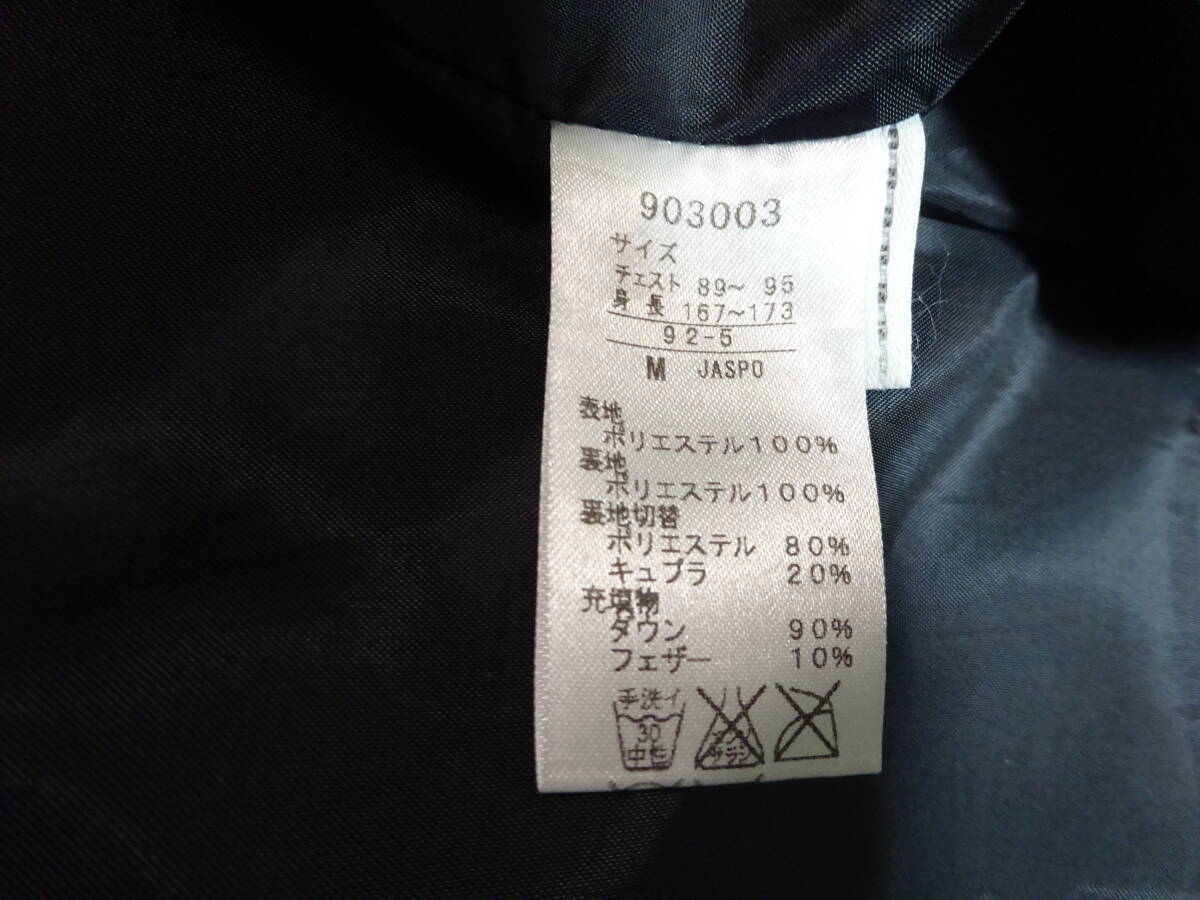 903003
サイズ
チェスト 89～ 95
身長 167～173
92-5
M JASPO
表地
ポリエステル100%
裏地
ポリエステル100%
裏地切替
ポリエステル 80%
キュプラ 20%
充填物
ダウン 90%
フェザー 10%
手洗イ
30
中性